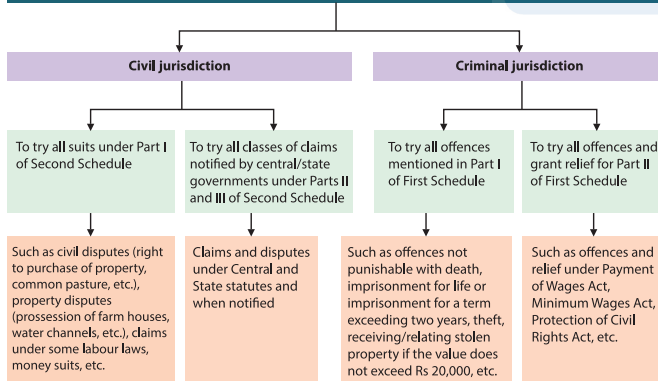 Civil jurisdiction
Criminal jurisdiction
To try all suits under Part I
of Second Schedule
To try all classes of claims
notified by central/state
governments under Parts II
and III of Second Schedule
To try all offences
mentioned in Part I
of First Schedule
To try all offences and
grant relief for Part II
of First Schedule
Such as civil disputes (right
to purchase of property,
common pasture, etc.),
property disputes
(prossession of farm houses,
water channels, etc.), claims
under some labour laws,
money suits, etc.
Claims and disputes
under Central and
State statutes and
when notified
Such as offences not
punishable with death,
imprisonment for life or
imprisonment for a term
exceeding two years, theft,
receiving/relating stolen
property if the value does
not exceed Rs 20,000, etc.
Such as offences and
relief under Payment
of Wages Act,
Minimum Wages Act,
Protection of Civil
Rights Act, etc.